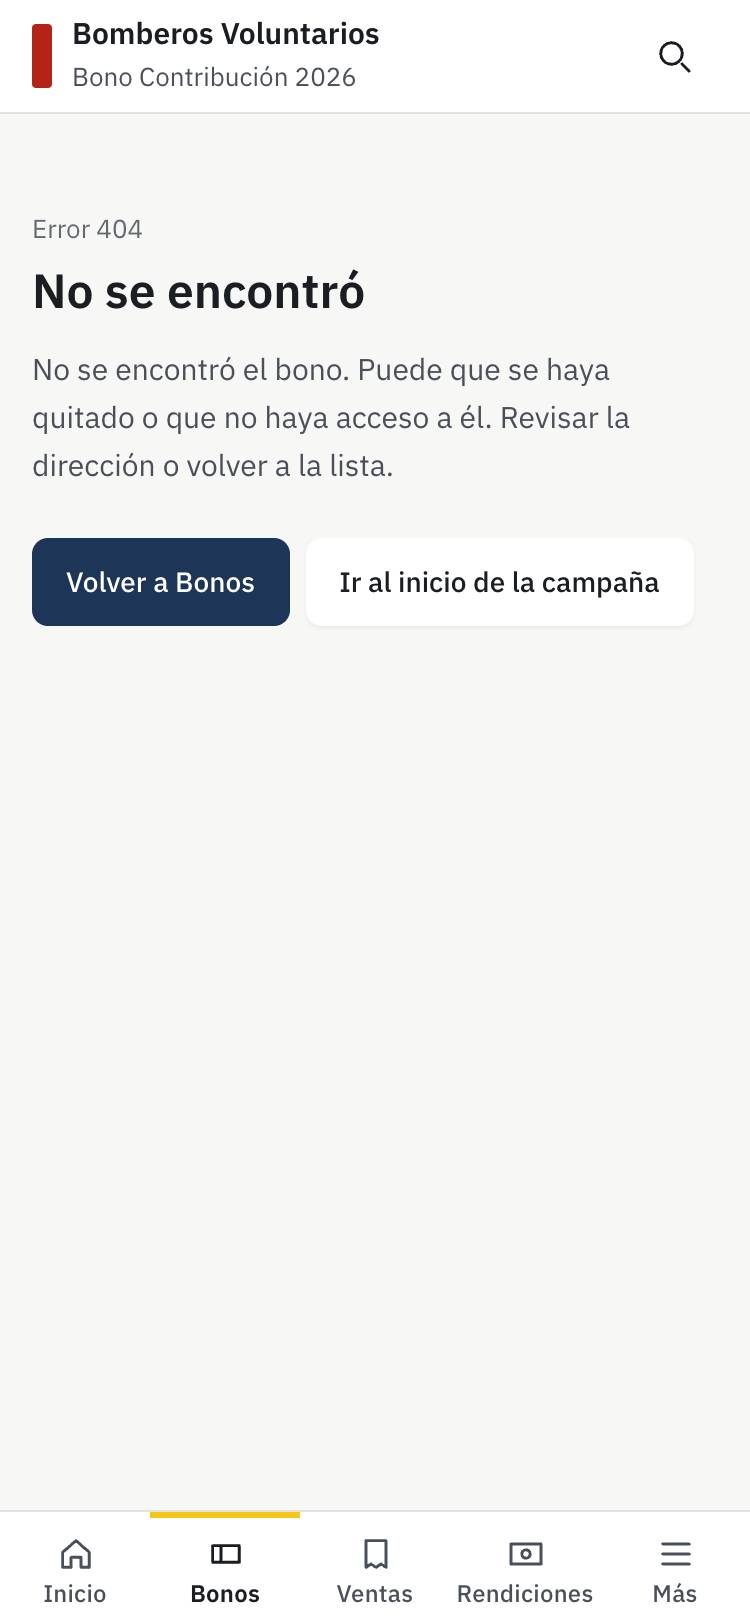 Bomberos Voluntarios
Bono Contribución 2026
Error 404
No se encontró
No se encontró el bono. Puede que se haya
quitado o que no haya acceso a él. Revisar la
dirección o volver a la lista.
Volver a Bonos
Ir al inicio de la campaña
Inicio
Bonos
Ventas
Rendiciones
Más